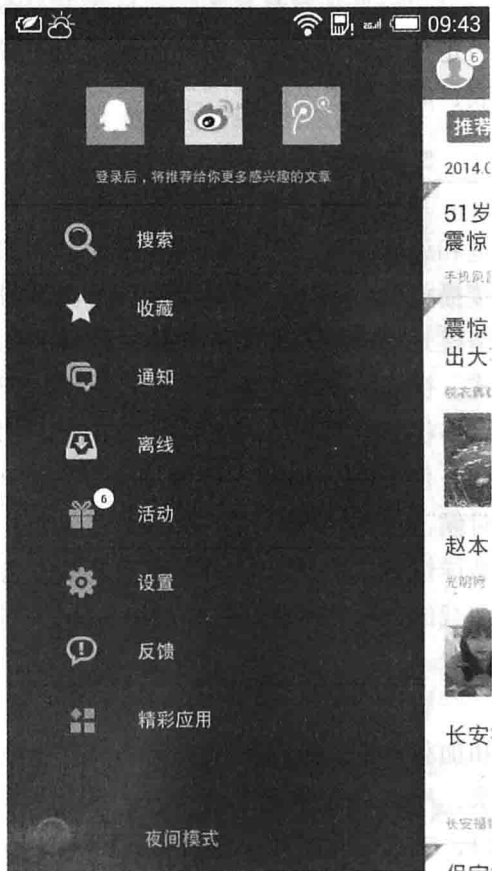 09:43
6
登录后，将推荐给你更多感兴趣的文章
搜索
收藏
通知
离线
6
活动
设置
反馈
精彩应用
夜间模式
推荐
2014.0
51岁
震惊
震惊
出大
赵本
长安